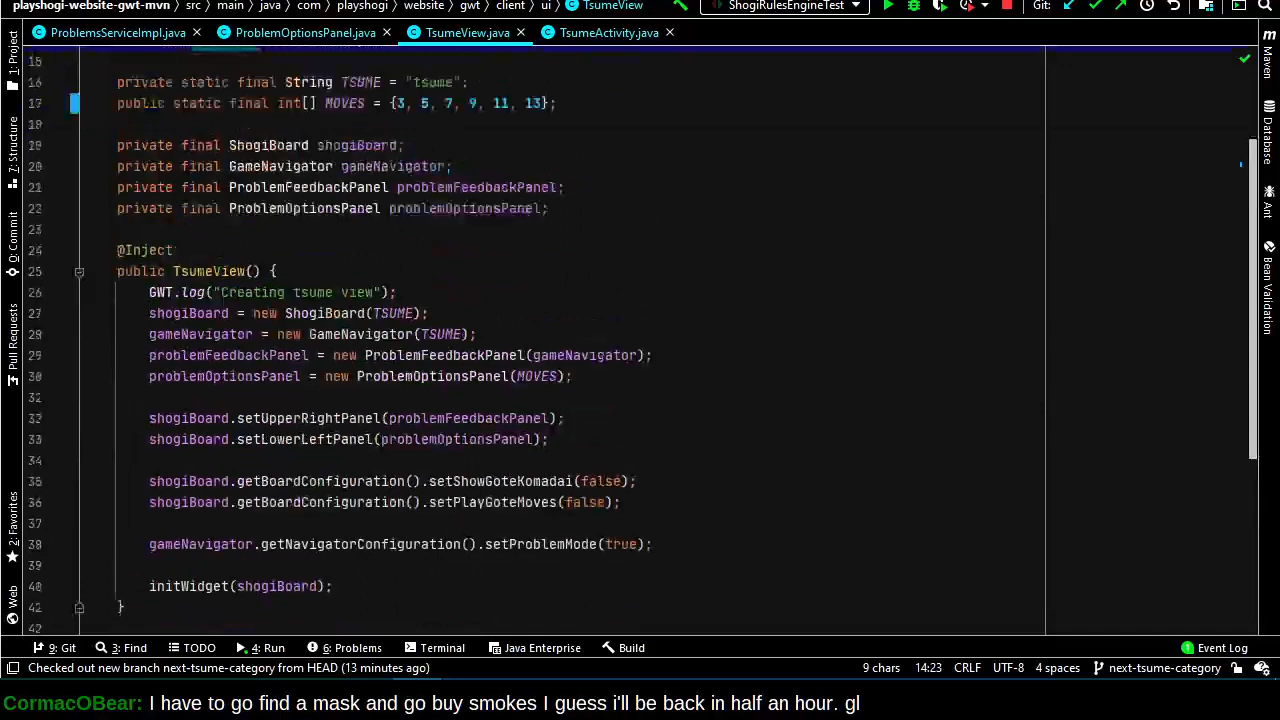 playshogi-website-gwt-mvn › src › main › java › com › playshogi › website › gwt › client › ui › TsumeView
ShogiRulesEngineTest
Git:
ProblemsServiceImpl.java ×
ProblemOptionsPanel.java ×
TsumeView.java ×
TsumeActivity.java ×
1: Project
7: Structure
Commit
Pull Requests
2: Favorites
Web
Maven
Database
Ant
Bean Validation
15
16 private static final String TSUME = "tsume";
17 public static final int[] MOVES = {3, 5, 7, 9, 11, 13};
18
19 private final ShogiBoard shogiBoard;
20 private final GameNavigator gameNavigator;
21 private final ProblemFeedbackPanel problemFeedbackPanel;
22 private final ProblemOptionsPanel problemOptionsPanel;
23
24 @Inject
25 public TsumeView() {
26 GWT.log("Creating tsume view");
27 shogiBoard = new ShogiBoard(TSUME);
gameNavigator = new GameNavigator(TSUME);
problemFeedbackPanel = new ProblemFeedbackPanel(gameNavigator);
30 problemOptionsPanel = new ProblemOptionsPanel(MOVES);
32 shogiBoard.setUpperRightPanel(problemFeedbackPanel);
33 shogiBoard.setLowerLeftPanel(problemOptionsPanel);
34
shogiBoard.getBoardConfiguration().setShowGoteKomadai(false);
36 shogiBoard.getBoardConfiguration().setPlayGoteMoves(false);
37
gameNavigator.getNavigatorConfiguration().setProblemMode(true);
initWidget(shogiBoard);
}
42
9: Git
3: Find
TODO
4: Run
6: Problems
Terminal
Java Enterprise
Build
1 Event Log
Checked out new branch next-tsume-category from HEAD (13 minutes ago)
9 chars
14:23
CRLF
UTF-8
4 spaces
next-tsume-category
CormacOBear: I have to go find a mask and go buy smokes I guess i'll be back in half an hour. gl